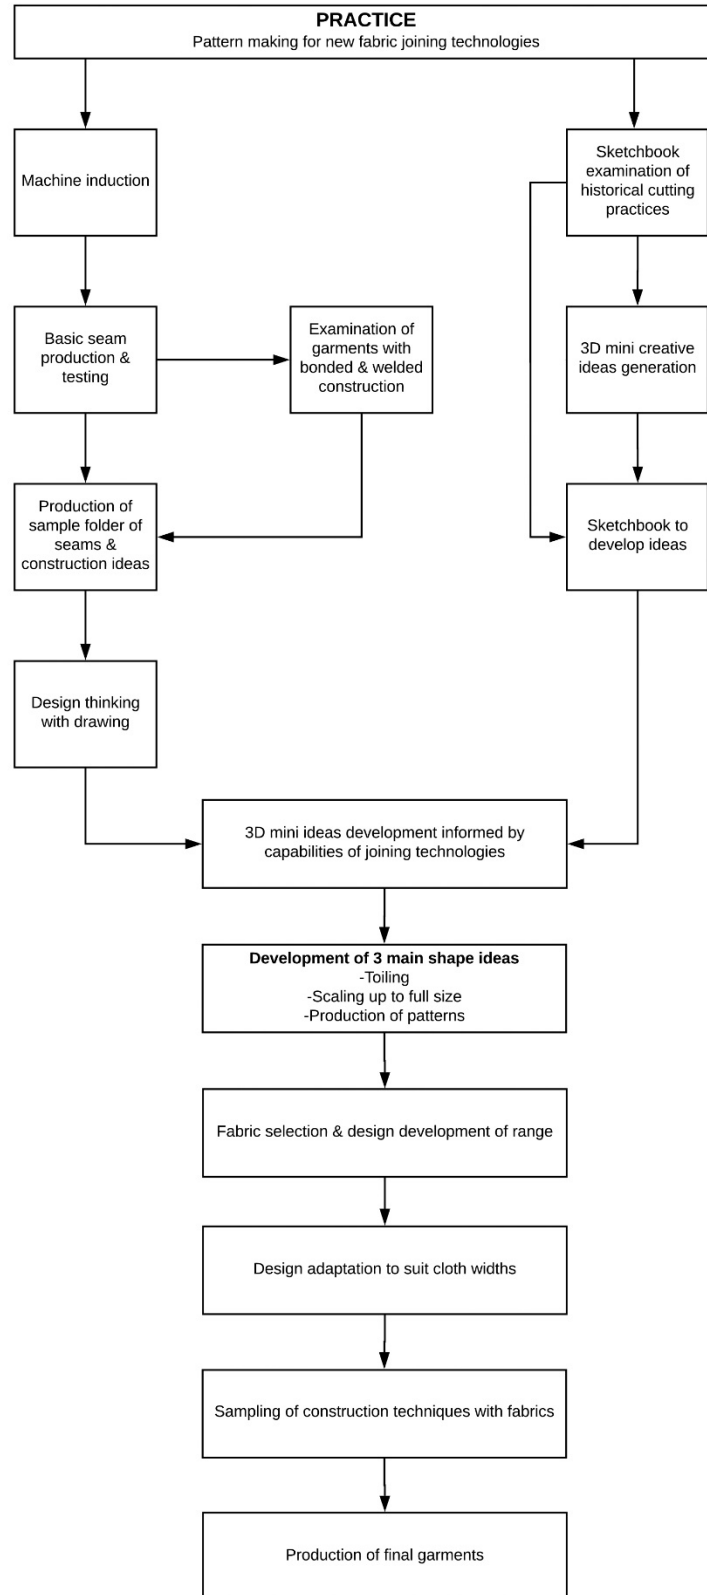 PRACTICE
Pattern making for new fabric joining technologies
Machine induction
Sketchbook
examination of
historical cutting
practices
Basic seam
production &
testing
Examination of
garments with
bonded & welded
construction
3D mini creative
ideas generation
Production of
sample folder of
seams &
construction ideas
Sketchbook to
develop ideas
Design thinking
with drawing
3D mini ideas development informed by
capabilities of joining technologies
Development of 3 main shape ideas
-Toiling
-Scaling up to full size
-Production of patterns
Fabric selection & design development of range
Design adaptation to suit cloth widths
Sampling of construction techniques with fabrics
Production of final garments